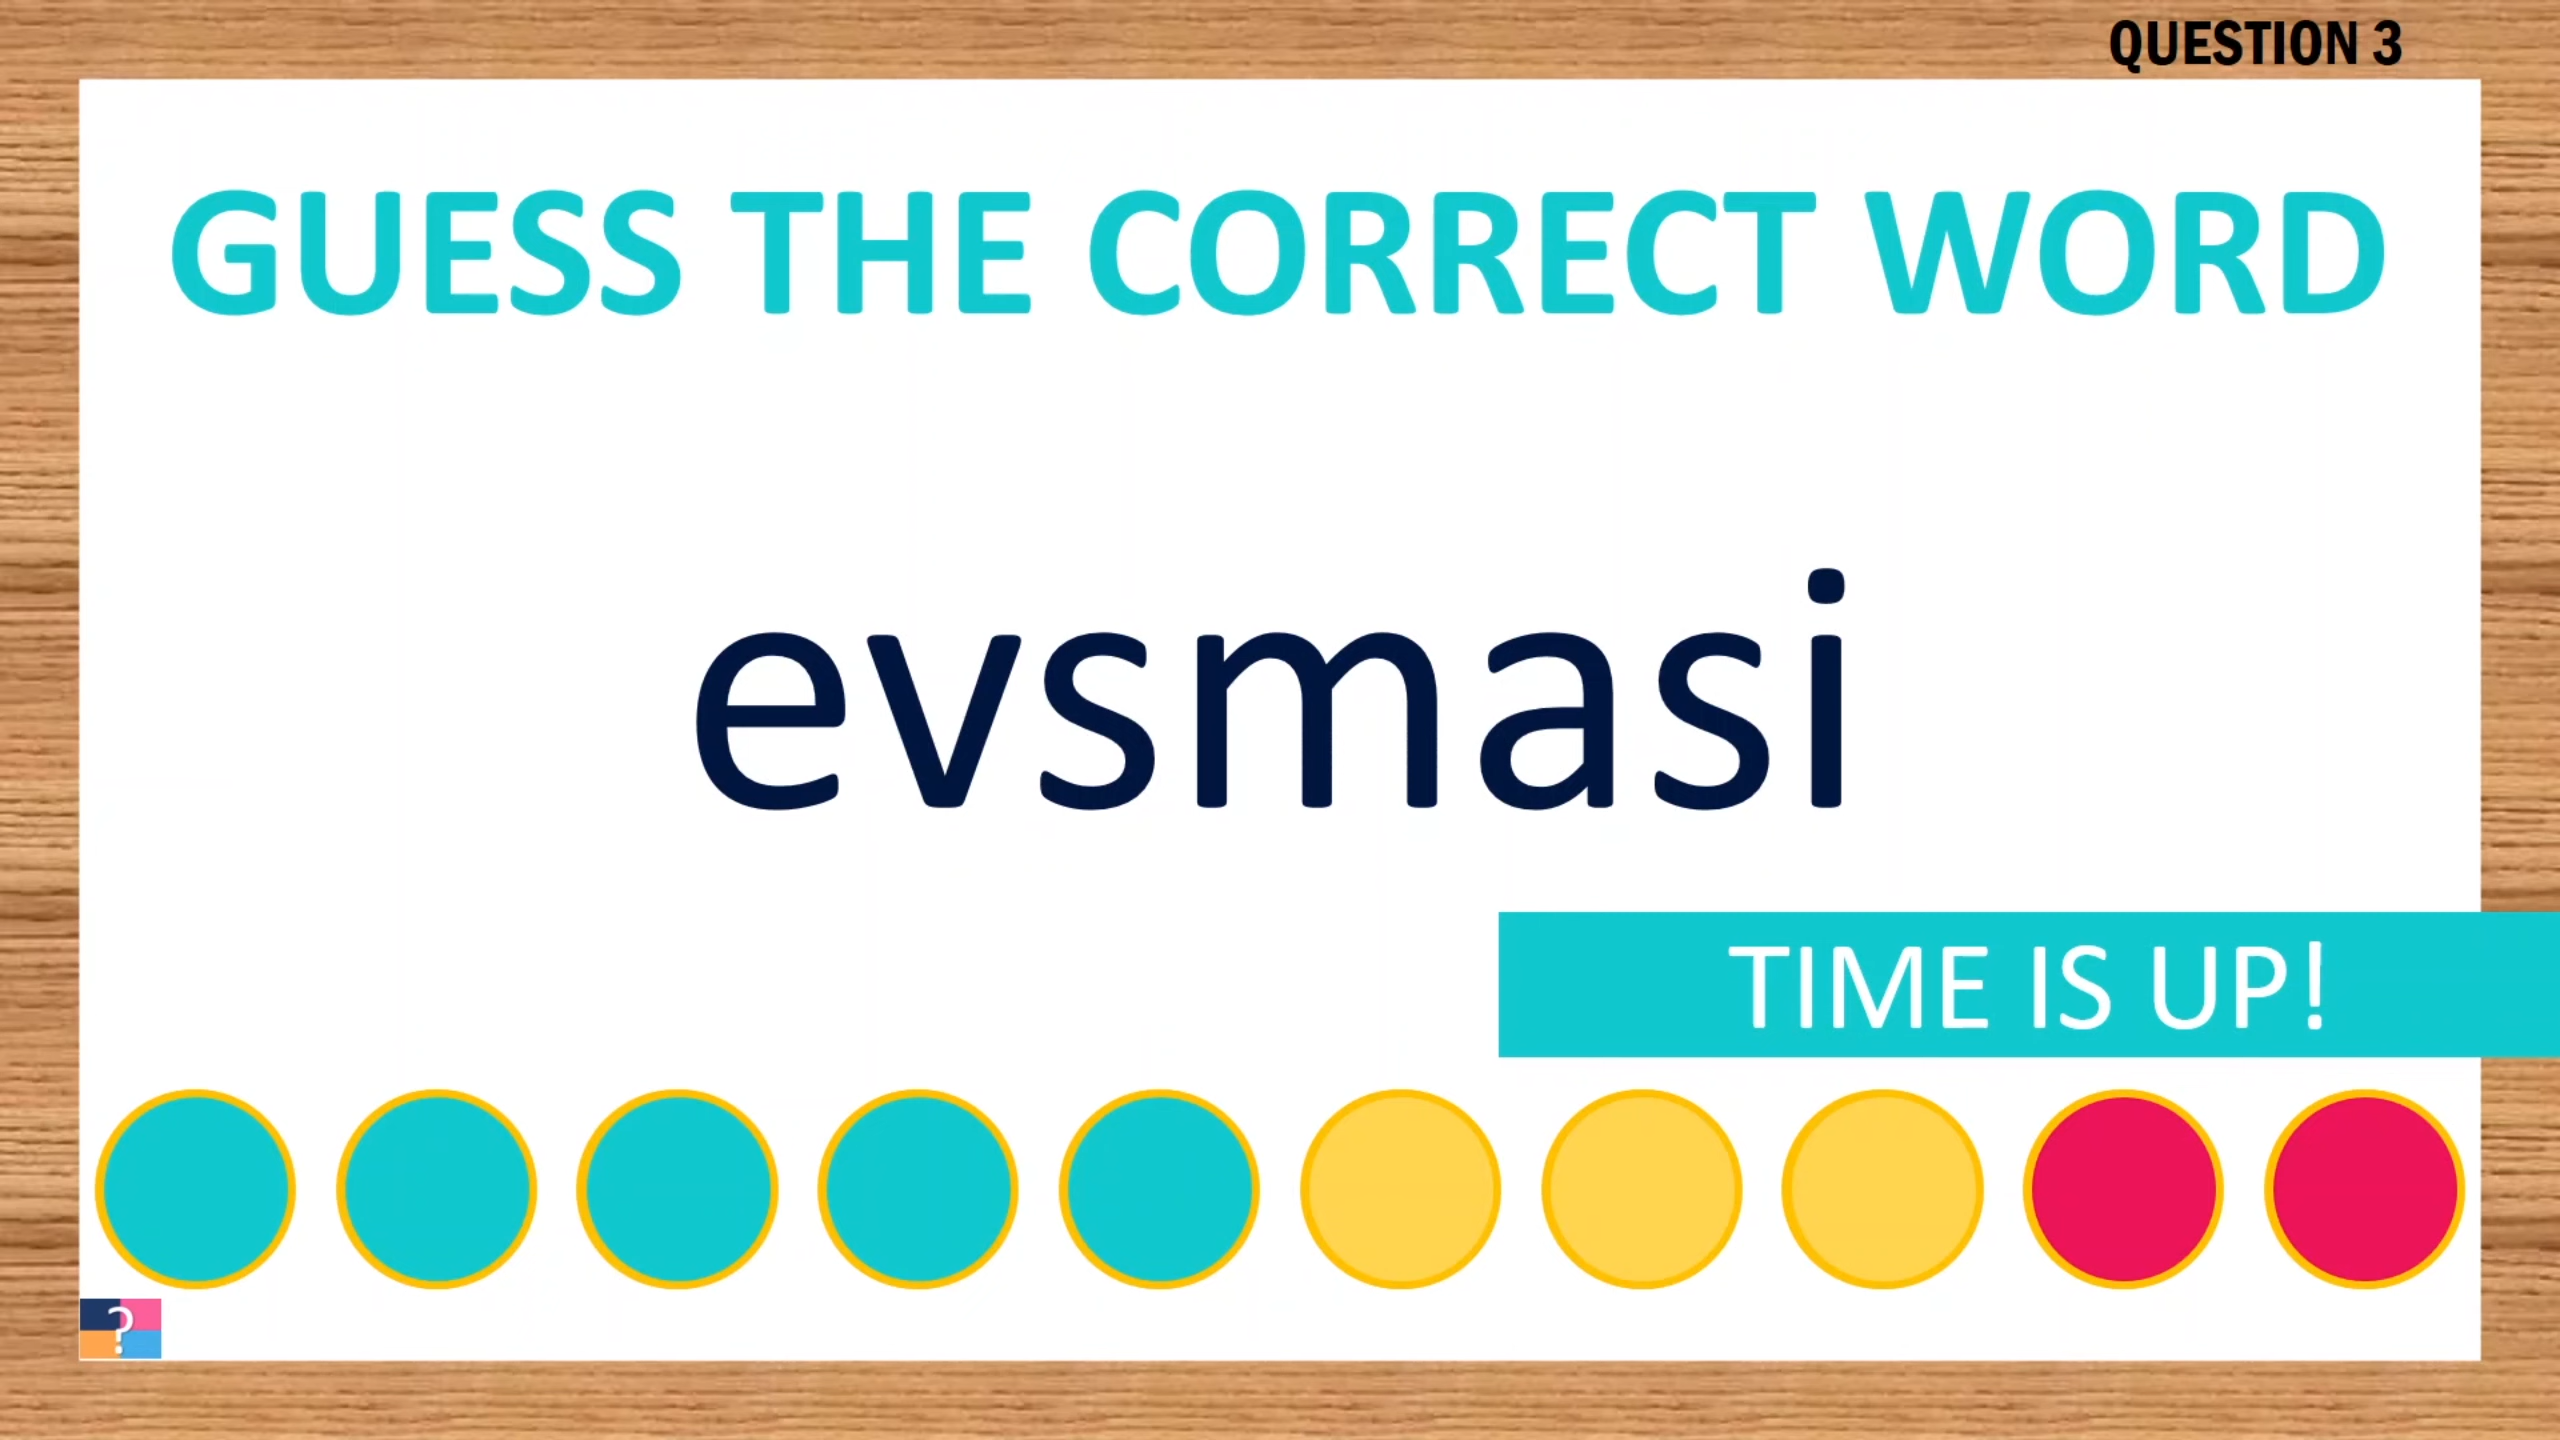 QUESTION 3
GUESS THE CORRECT WORD
evsmasi
TIME IS UP!
?